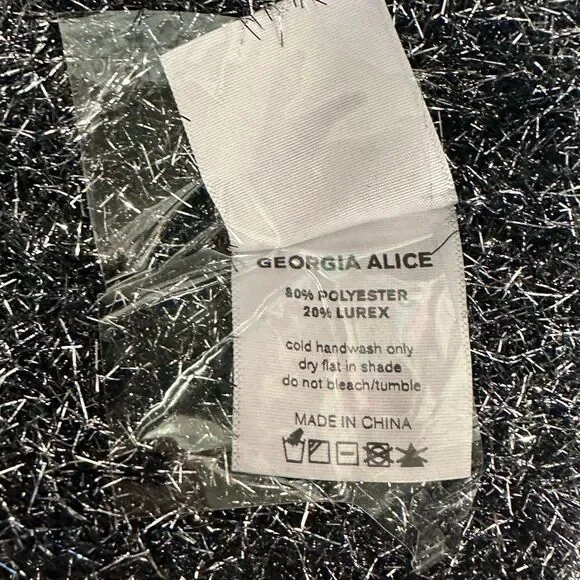 GEORGIA ALICE
80% POLYESTER
20% LUREX
cold handwash only
dry flat in shade
do not bleach/tumble
MADE IN CHINA